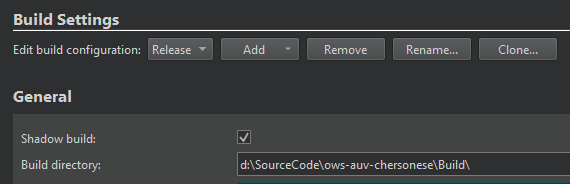 Build Settings
Edit build configuration: Release Add Remove Rename... Clone...
General
Shadow build:
Build directory: d:\SourceCode\ows-auv-chersonese\Build\